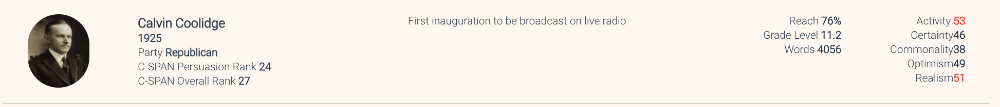 Calvin Coolidge
1925
Party Republican
C-SPAN Persuasion Rank 24
C-SPAN Overall Rank 27
First inauguration to be broadcast on live radio
Reach 76%
Grade Level 11.2
Words 4056
Activity 53
Certainty46
Commonality38
Optimism49
Realism51